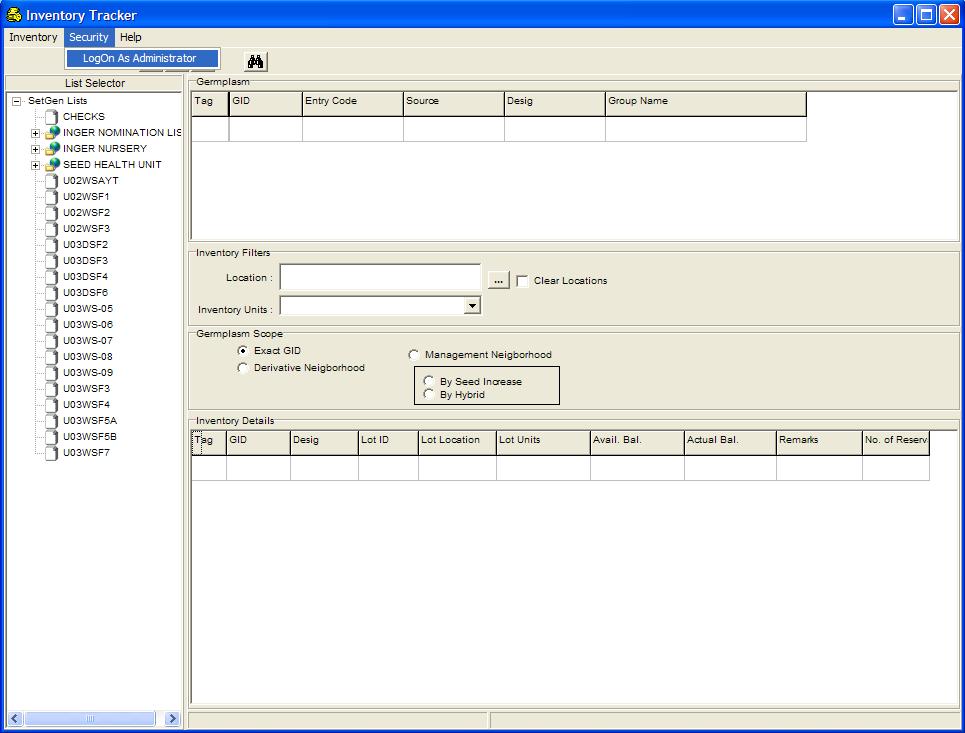 Inventory Tracker
Inventory Security Help
LogOn As Administrator
List Selector
SetGen Lists
CHECKS
INGER NOMINATION LIS
INGER NURSERY
SEED HEALTH UNIT
U02WSAYT
U02WSF1
U02WSF2
U02WSF3
U03DSF2
U03DSF3
U03DSF4
U03DSF6
U03WS-05
U03WS-06
U03WS-07
U03WS-08
U03WS-09
U03WSF3
U03WSF4
U03WSF5A
U03WSF5B
U03WSF7
Germplasm
Tag GID Entry Code Source Desig Group Name
Inventory Filters
Location : ... Clear Locations
Inventory Units :
Germplasm Scope
Exact GID
Derivative Neigborhood
Management Neigborhood
By Seed Increase
By Hybrid
Inventory Details
Tag GID Desig Lot ID Lot Location Lot Units Avail. Bal. Actual Bal. Remarks No. of Reserv